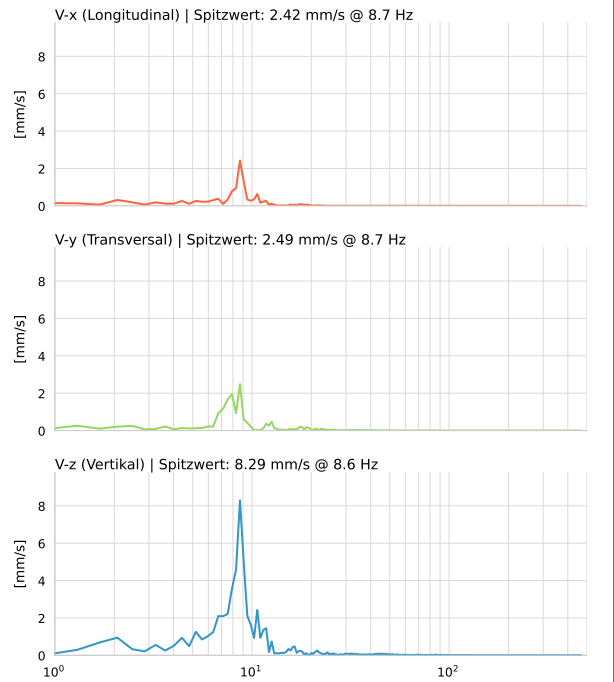 V-x (Longitudinal) | Spitzwert: 2.42 mm/s @ 8.7 Hz
8
6
4
2
0
[mm/s]
V-y (Transversal) | Spitzwert: 2.49 mm/s @ 8.7 Hz
8
6
4
2
0
[mm/s]
V-z (Vertikal) | Spitzwert: 8.29 mm/s @ 8.6 Hz
8
6
4
2
0
[mm/s]
10⁰ 10¹ 10²